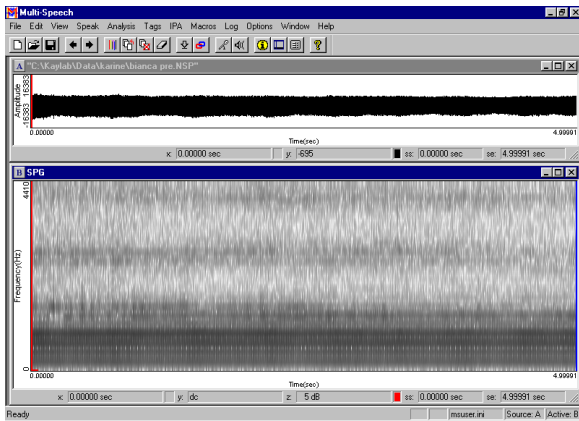 Multi-Speech
File Edit View Speak Analysis Tags IPA Macros Log Options Window Help
A "C:\Kaylab\Data\karine\bianca pre.NSP"
Amplitude
-16383 16383
0.00000 4.99991
Time(sec)
x: 0.00000 sec y: -695 ss: 0.00000 sec se: 4.99991 sec
B SPG
4410
Frequency(Hz)
0
0.00000 4.99991
Time(sec)
x: 0.00000 sec y: dc z: 5 dB ss: 0.00000 sec se: 4.99991 sec
Ready msuser.ini Source: A Active: B